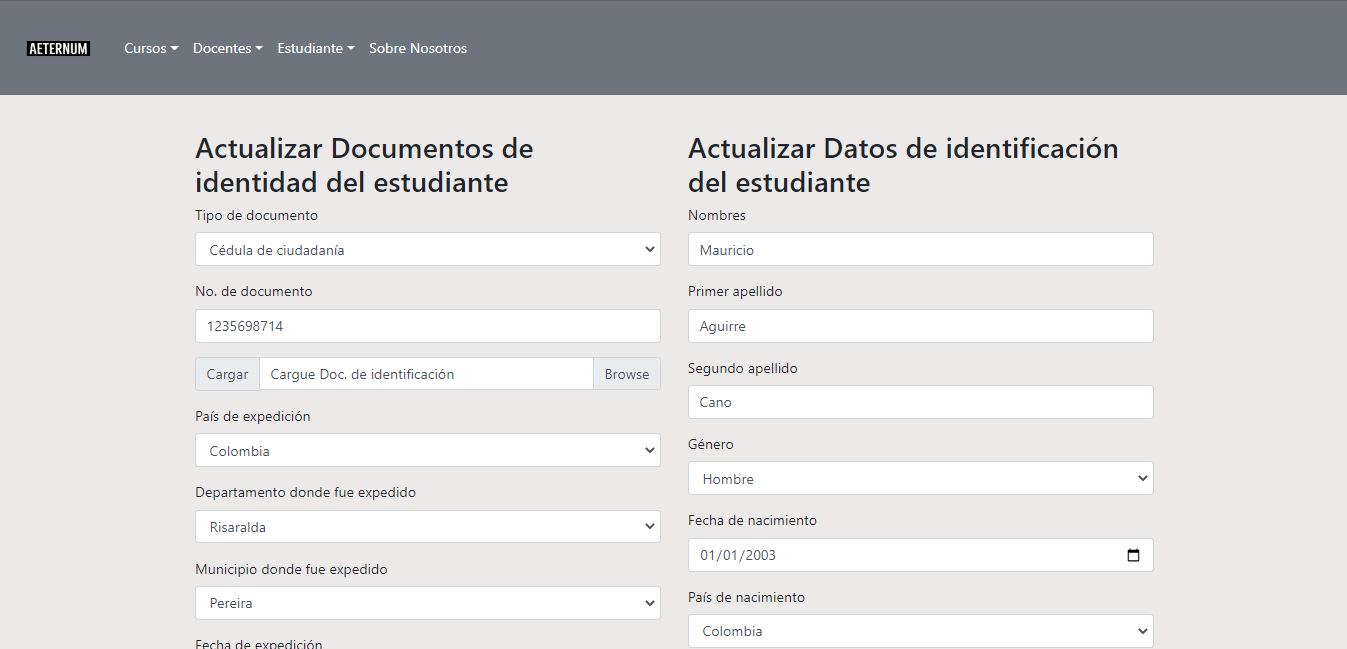 AETERNUM
Cursos Docentes Estudiante Sobre Nosotros
Actualizar Documentos de
identidad del estudiante
Tipo de documento
Cédula de ciudadanía
No. de documento
1235698714
Cargar Cargue Doc. de identificación Browse
País de expedición
Colombia
Departamento donde fue expedido
Risaralda
Municipio donde fue expedido
Pereira
Fecha de expedición
Actualizar Datos de identificación
del estudiante
Nombres
Mauricio
Primer apellido
Aguirre
Segundo apellido
Cano
Género
Hombre
Fecha de nacimiento
01/01/2003
País de nacimiento
Colombia